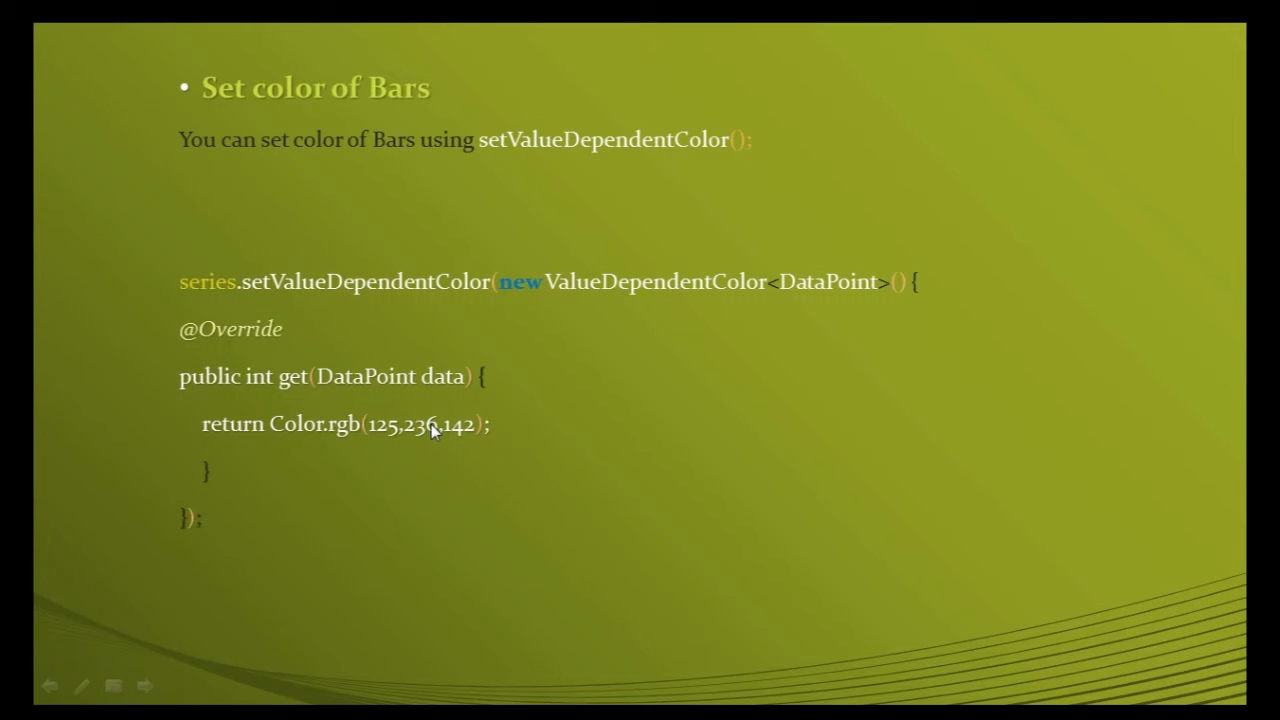 • Set color of Bars
You can set color of Bars using setValueDependentColor();
series.setValueDependentColor(new ValueDependentColor<DataPoint>() {
@Override
public int get(DataPoint data) {
return Color.rgb(125,236,142);
}
});